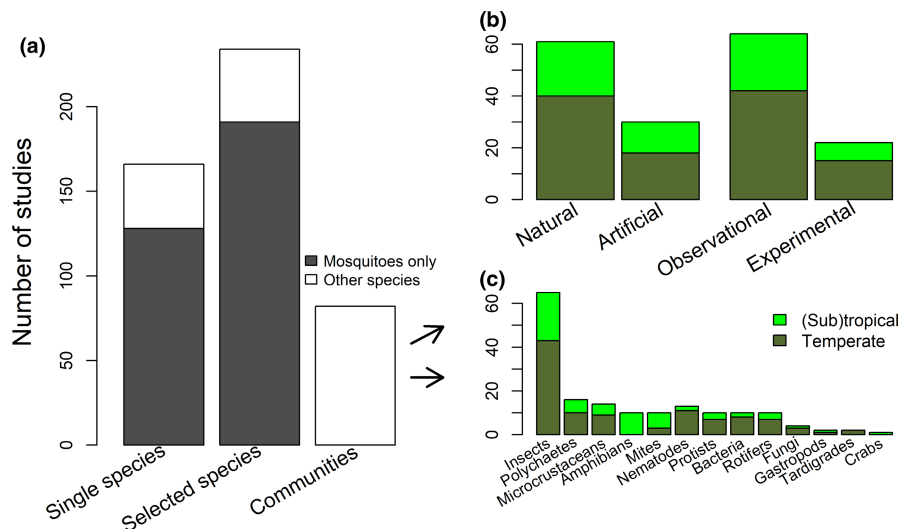 (a)
Number of studies
0
50
100
150
200
Single species
Selected species
Communities
Mosquitoes only
Other species
(b)
0
20
40
60
Natural
Artificial
Observational
Experimental
(c)
0
20
40
60
(Sub)tropical
Temperate
Insects
Polychaetes
Microcrustaceans
Amphibians
Mites
Nematodes
Protists
Bacteria
Rotifers
Fungi
Gastropods
Tardigrades
Crabs